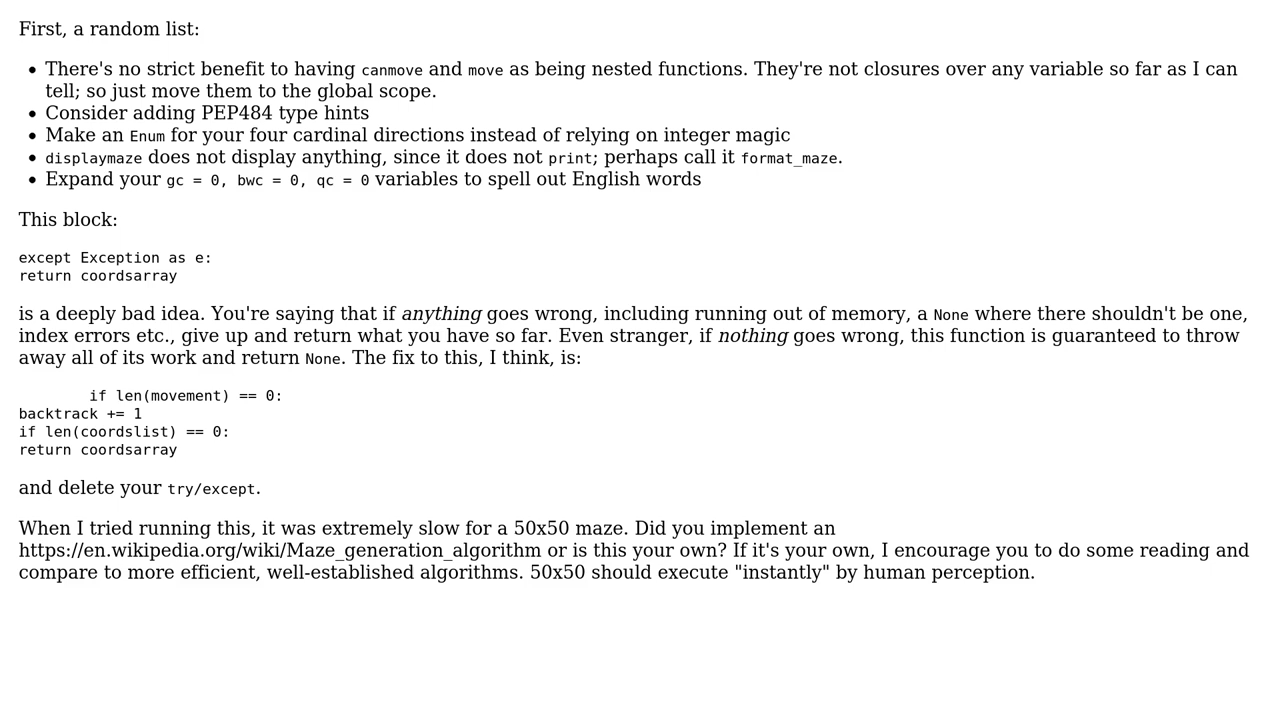 First, a random list:
There's no strict benefit to having canmove and move as being nested functions. They're not closures over any variable so far as I can
tell; so just move them to the global scope.
Consider adding PEP484 type hints
Make an Enum for your four cardinal directions instead of relying on integer magic
displaymaze does not display anything, since it does not print; perhaps call it format_maze.
Expand your gc = 0, bwc = 0, qc = 0 variables to spell out English words
This block:
except Exception as e:
return coordsarray
is a deeply bad idea. You're saying that if anything goes wrong, including running out of memory, a None where there shouldn't be one,
index errors etc., give up and return what you have so far. Even stranger, if nothing goes wrong, this function is guaranteed to throw
away all of its work and return None. The fix to this, I think, is:
if len(movement) == 0:
backtrack += 1
if len(coordslist) == 0:
return coordsarray
and delete your try/except.
When I tried running this, it was extremely slow for a 50x50 maze. Did you implement an
https://en.wikipedia.org/wiki/Maze_generation_algorithm or is this your own? If it's your own, I encourage you to do some reading and
compare to more efficient, well-established algorithms. 50x50 should execute "instantly" by human perception.